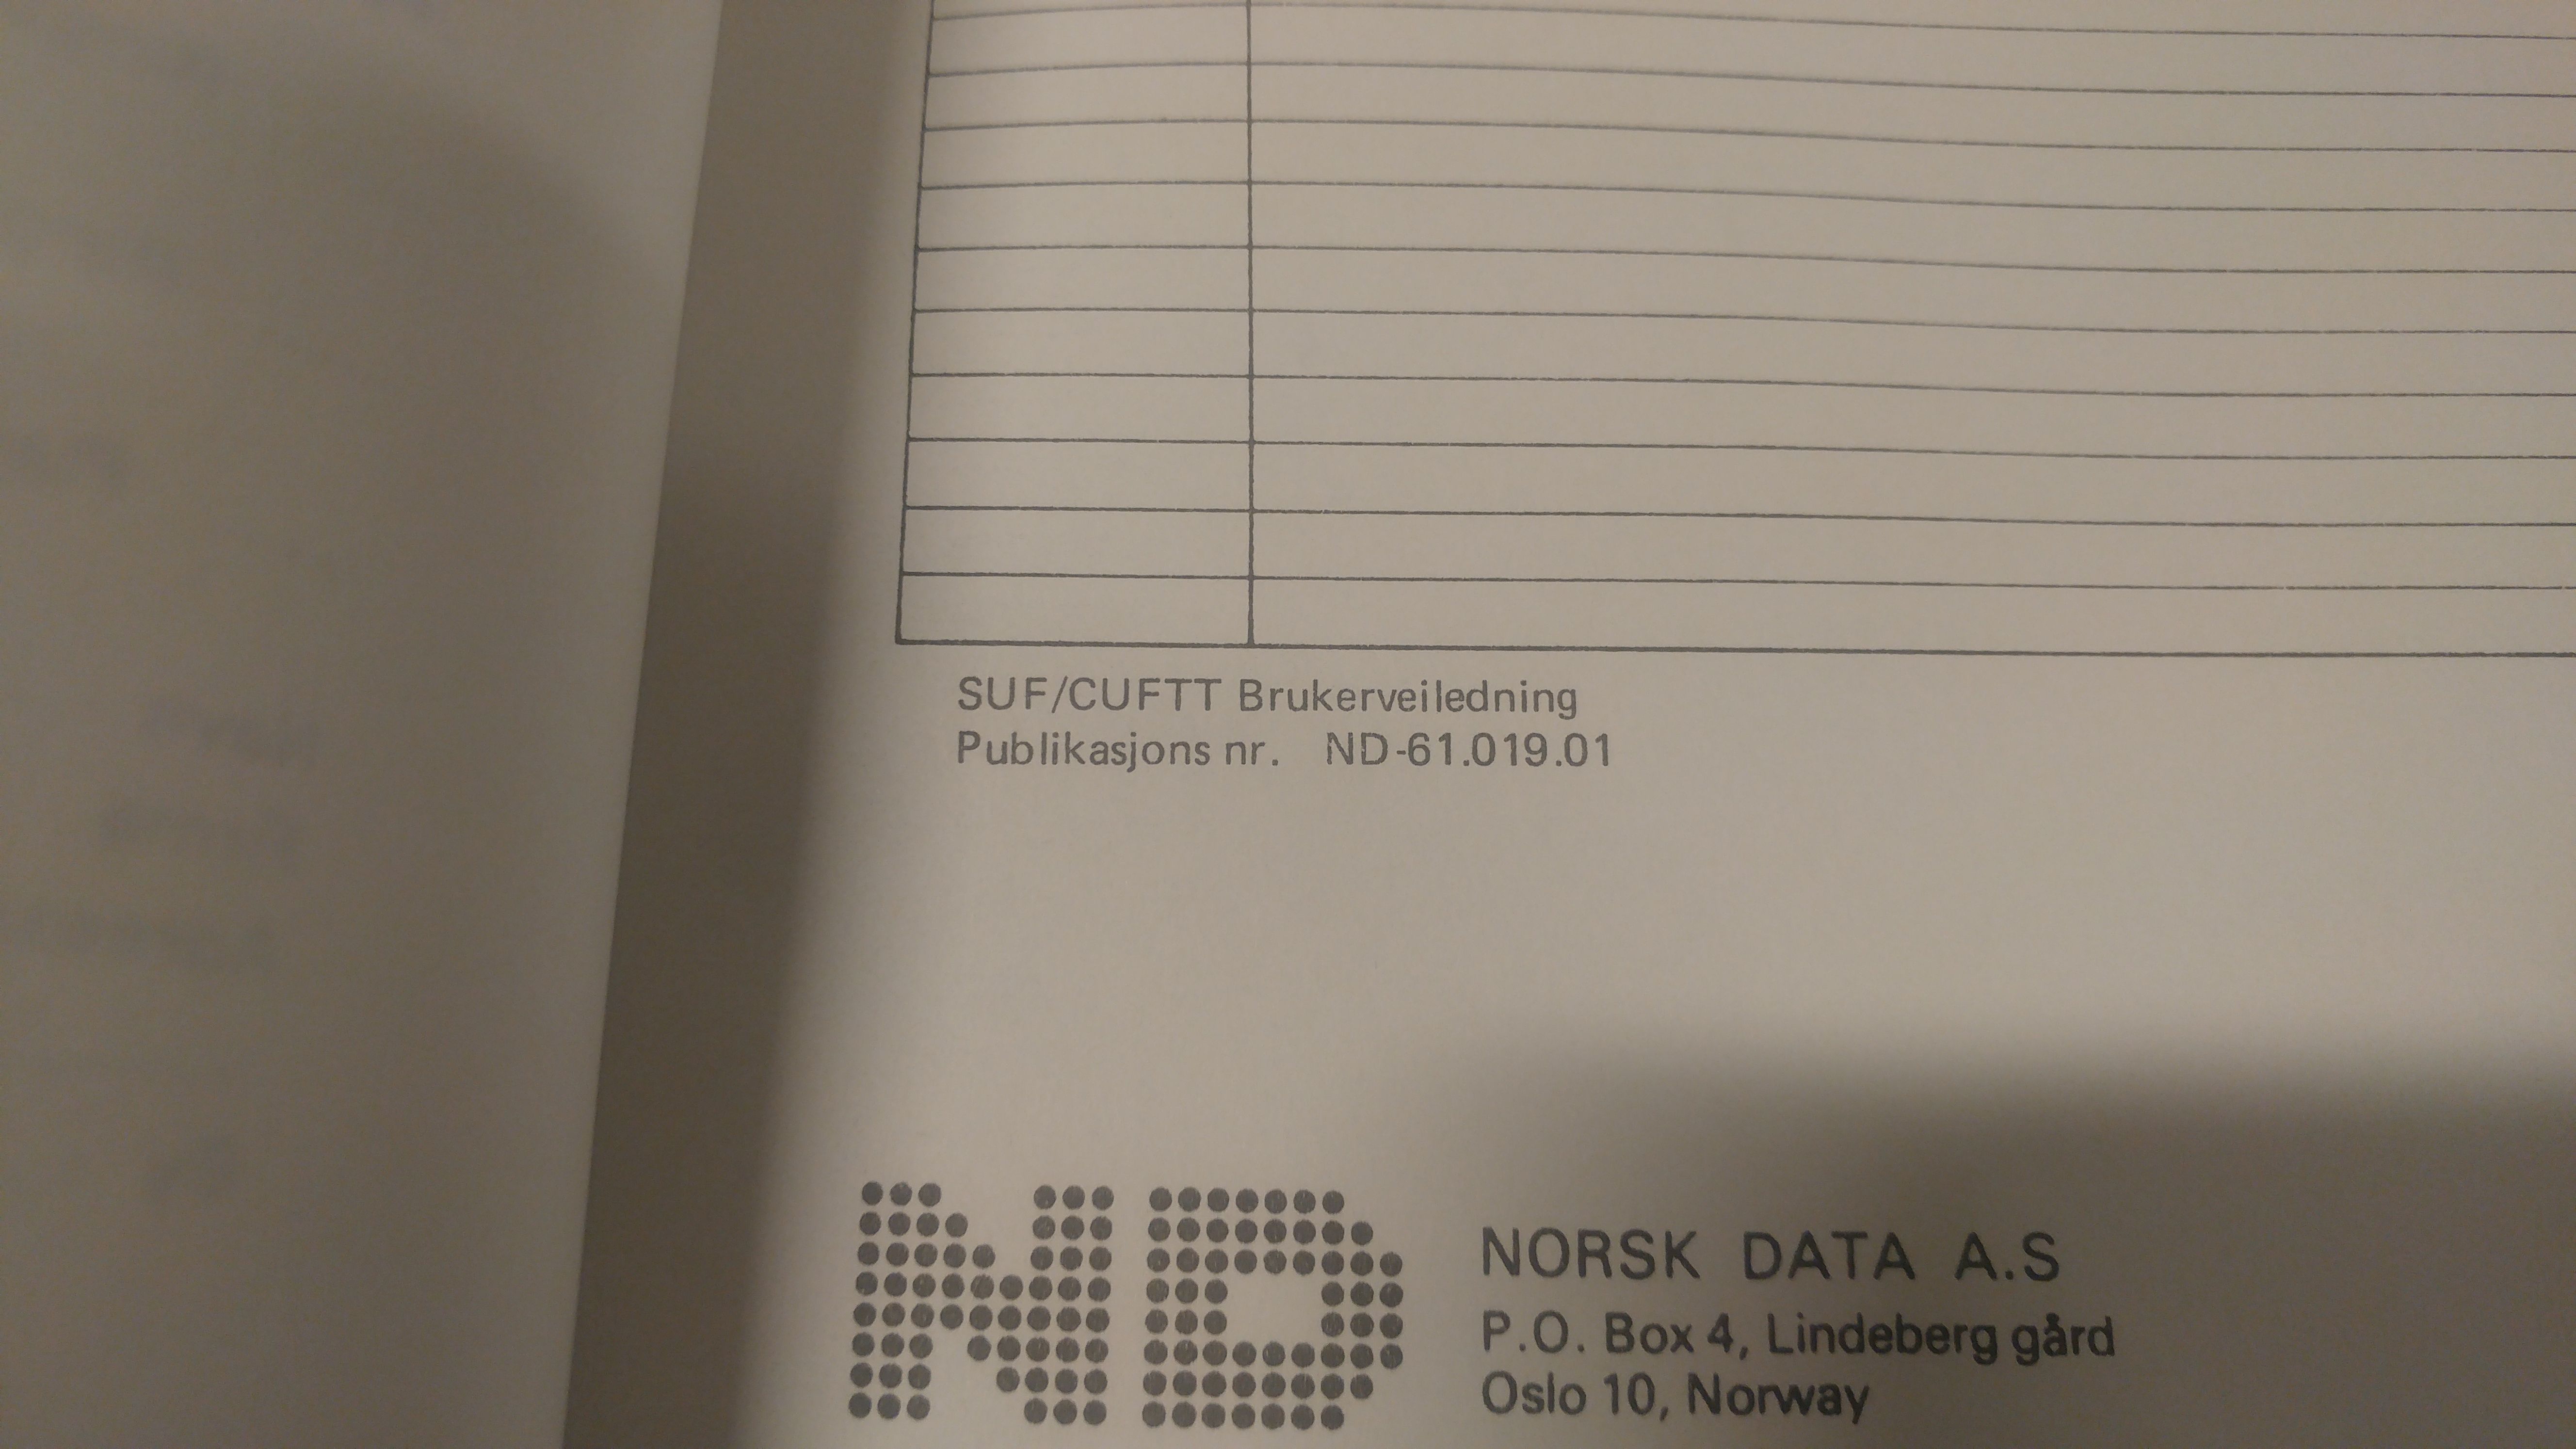 SUF/CUFTT Brukerveiledning
Publikasjons nr. ND-61.019.01
ND
NORSK DATA A.S
P.O. Box 4, Lindeberg gård
Oslo 10, Norway